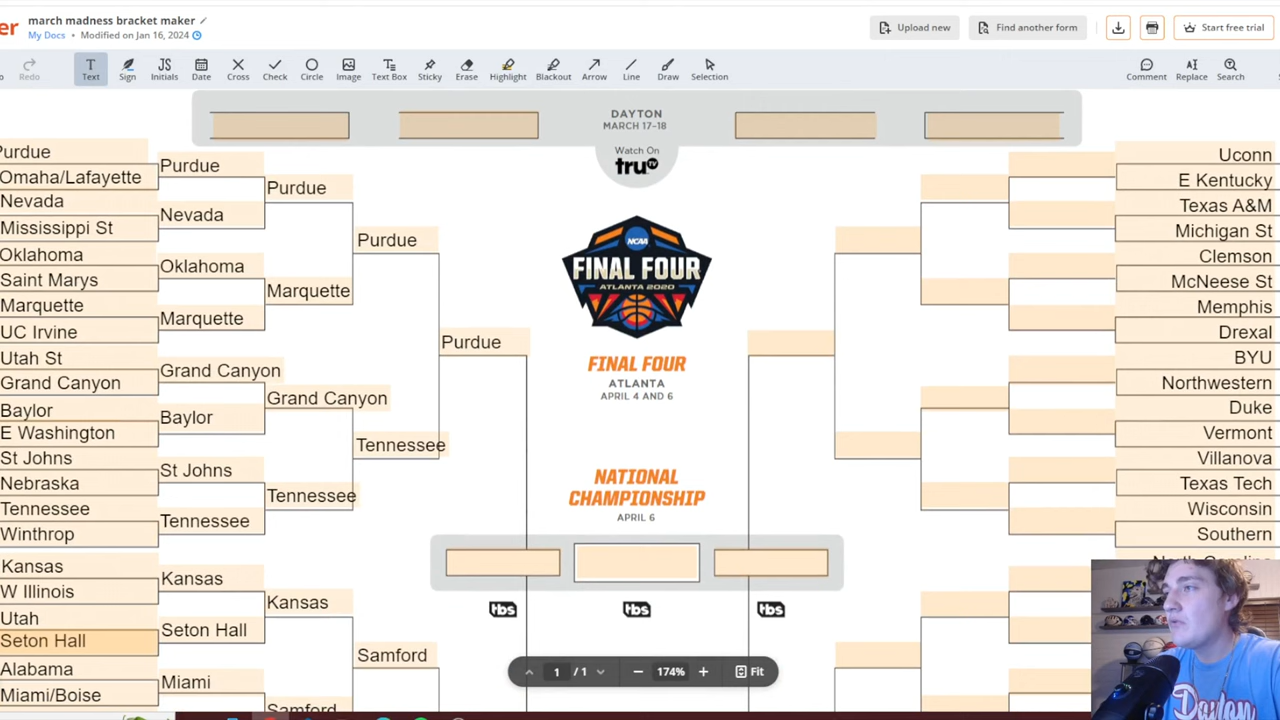 er
march madness bracket maker
My Docs • Modified on Jan 16, 2024
Upload new
Find another form
Start free trial
Redo
Text
Sign
Initials
Date
Cross
Check
Circle
Image
Text Box
Sticky
Erase
Highlight
Blackout
Arrow
Line
Draw
Selection
Comment
Replace
Search
DAYTON
MARCH 17-18
Watch On
truTV
Purdue
Omaha/Lafayette
Nevada
Mississippi St
Oklahoma
Saint Marys
Marquette
UC Irvine
Utah St
Grand Canyon
Baylor
E Washington
St Johns
Nebraska
Tennessee
Winthrop
Kansas
W Illinois
Utah
Seton Hall
Alabama
Miami/Boise
Purdue
Nevada
Oklahoma
Marquette
Grand Canyon
Baylor
St Johns
Tennessee
Kansas
Seton Hall
Miami
Purdue
Marquette
Grand Canyon
Tennessee
Kansas
Samford
Purdue
Tennessee
Samford
Purdue
NCAA
FINAL FOUR
ATLANTA 2020
FINAL FOUR
ATLANTA
APRIL 4 AND 6
NATIONAL
CHAMPIONSHIP
APRIL 6
tbs
tbs
tbs
1 / 1
174%
Fit
Uconn
E Kentucky
Texas A&M
Michigan St
Clemson
McNeese St
Memphis
Drexal
BYU
Northwestern
Duke
Vermont
Villanova
Texas Tech
Wisconsin
Southern
North Carolina